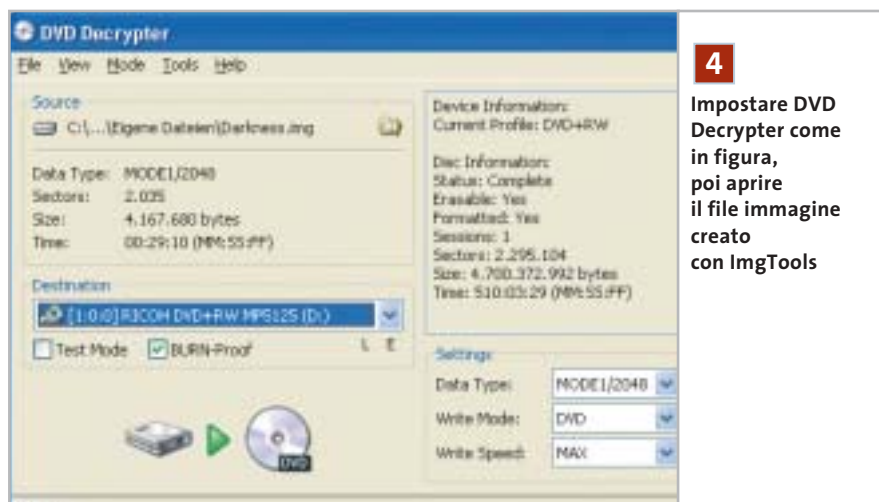 DVD Decrypter
File View Mode Tools Help
Source
C:\...\Eigene Dateien\Darkness.img
Data Type: MODE1/2048
Sectors: 2.035
Size: 4.167.680 bytes
Time: 00:29:10 (MM:SS:FF)
Destination
[1:0:0] RICOH DVD+RW MP5125 (D:)
Test Mode BURN-Proof L E
Device Information:
Current Profile: DVD+RW
Disc Information:
Status: Complete
Erasable: Yes
Formatted: Yes
Sessions: 1
Sectors: 2.295.104
Size: 4.700.372.992 bytes
Time: 510:03:29 (MM:SS:FF)
Settings
Data Type: MODE1/2048
Write Mode: DVD
Write Speed: MAX
DVD
4
Impostare DVD
Decrypter come
in figura,
poi aprire
il file immagine
creato
con ImgTools